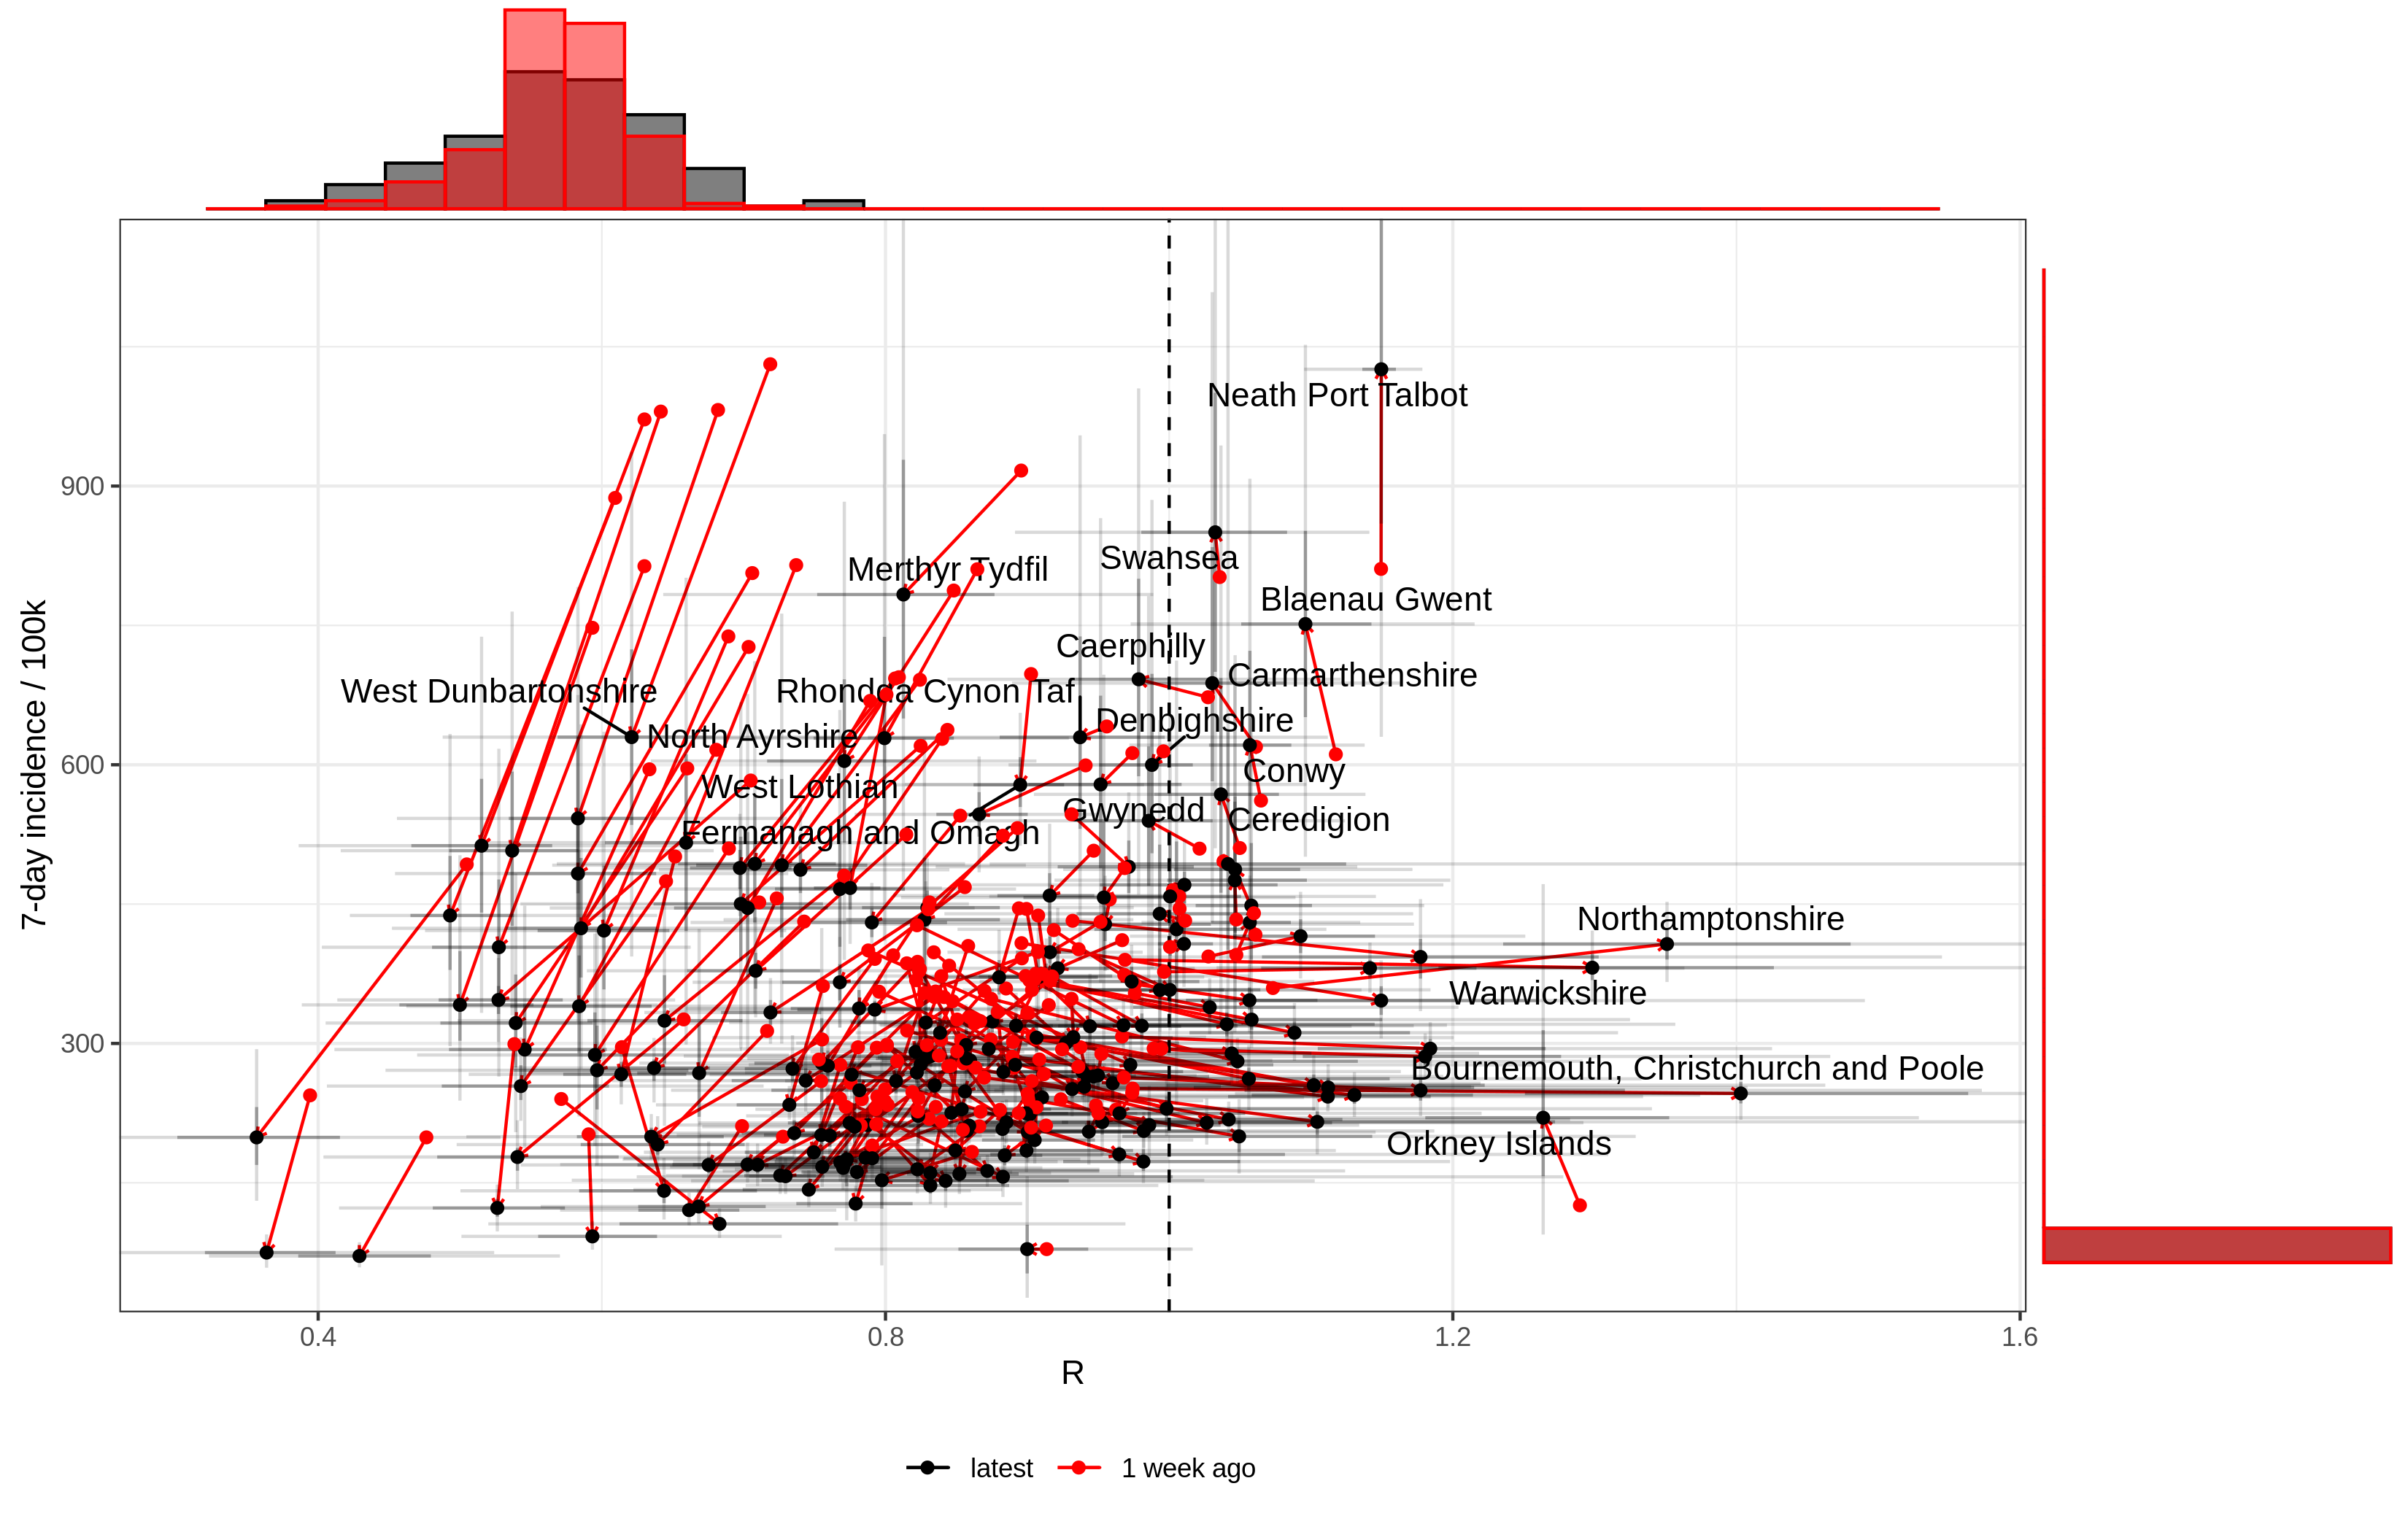 Neath Port Talbot
900
Swansea
Merthyr Tydfil
Blaenau Gwent
Caerphilly
Carmarthenshire
West Dunbartonshire
Rhondda Cynon Taf
Denbighshire
North Ayrshire
600
Conwy
West Lothian
Gwynedd
Ceredigion
Fermanagh and Omagh
7-day incidence / 100k
Northamptonshire
Warwickshire
300
Bournemouth, Christchurch and Poole
Orkney Islands
0.4
0.8
1.2
1.6
R
latest
1 week ago